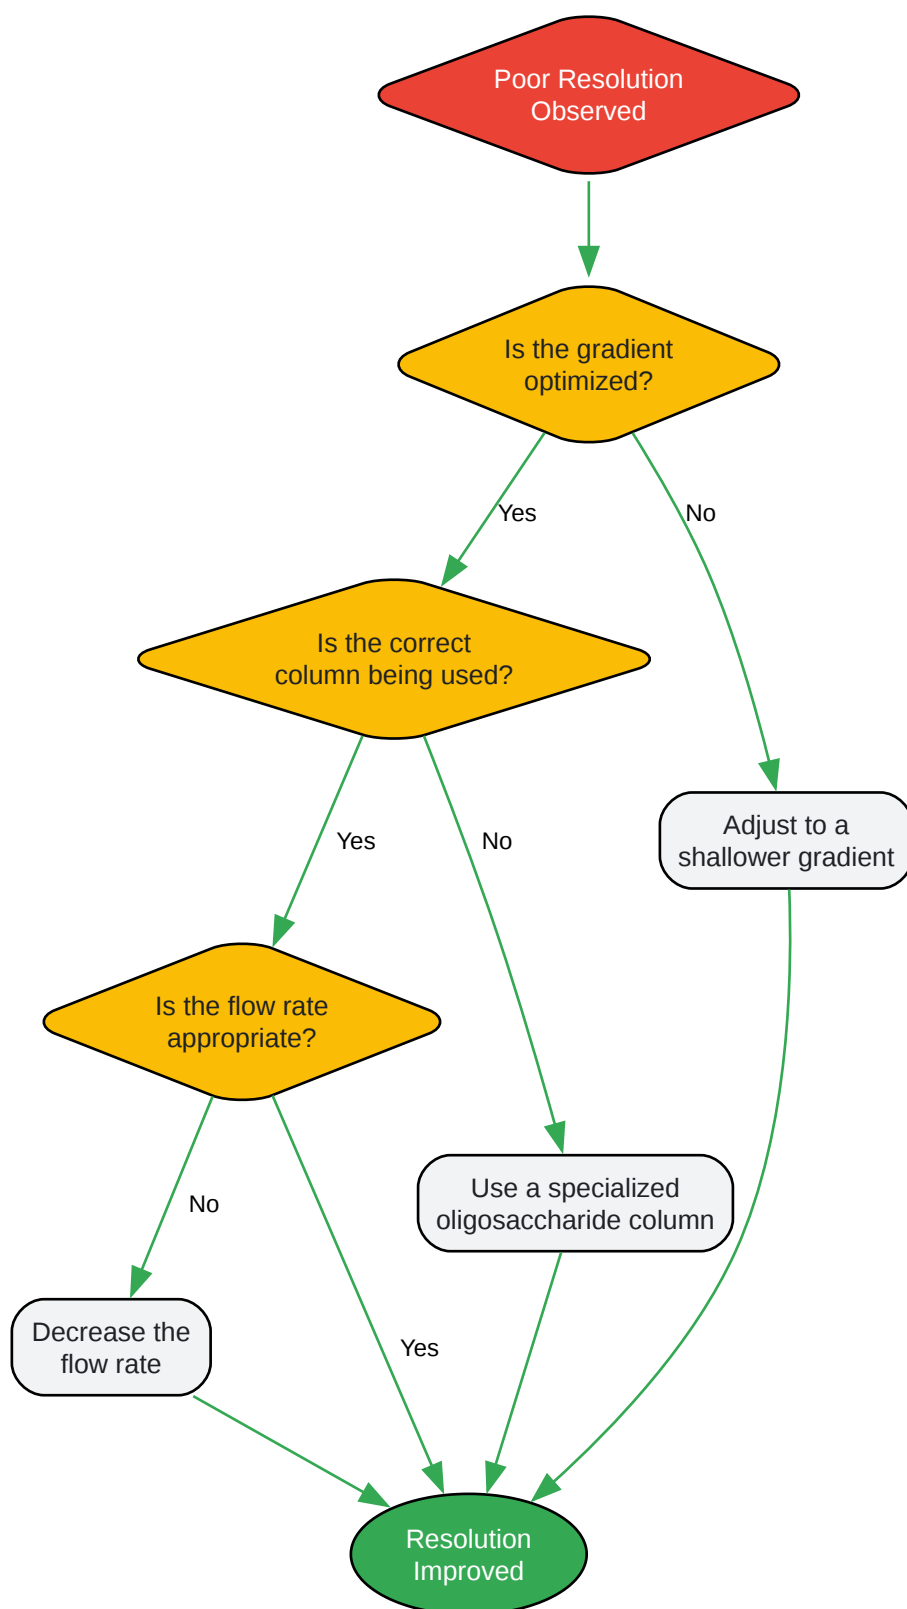 Poor Resolution
Observed
Is the gradient
optimized?
Yes
No
Is the correct
column being used?
Adjust to a
shallower gradient
Yes
No
Is the flow rate
appropriate?
Use a specialized
oligosaccharide column
No
Decrease the
flow rate
Yes
Resolution
Improved